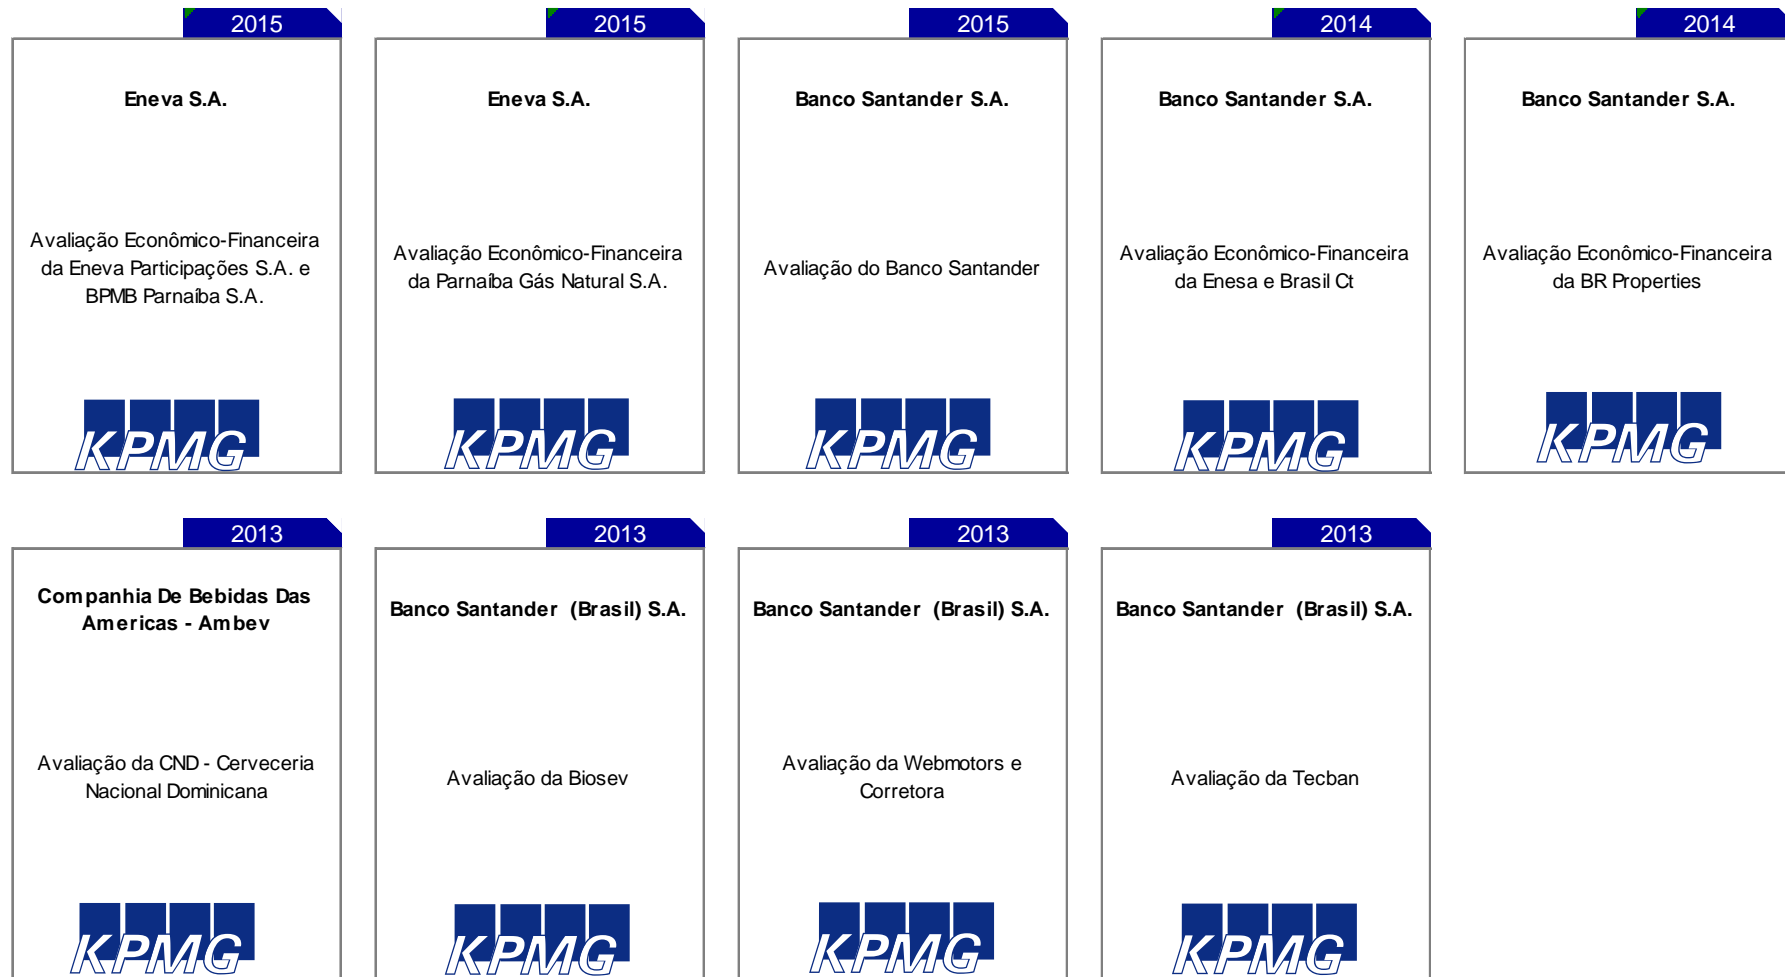 2015
Eneva S.A.
Avaliação Econômico-Financeira
da Eneva Participações S.A. e
BPMB Parnaíba S.A.
KPMG
2015
Eneva S.A.
Avaliação Econômico-Financeira
da Parnaíba Gás Natural S.A.
KPMG
2015
Banco Santander S.A.
Avaliação do Banco Santander
KPMG
2014
Banco Santander S.A.
Avaliação Econômico-Financeira
da Enesa e Brasil Ct
KPMG
2014
Banco Santander S.A.
Avaliação Econômico-Financeira
da BR Properties
KPMG
2013
Companhia De Bebidas Das
Americas - Ambev
Avaliação da CND - Cerveceria
Nacional Dominicana
KPMG
2013
Banco Santander (Brasil) S.A.
Avaliação da Biosev
KPMG
2013
Banco Santander (Brasil) S.A.
Avaliação da Webmotors e
Corretora
KPMG
2013
Banco Santander (Brasil) S.A.
Avaliação da Tecban
KPMG